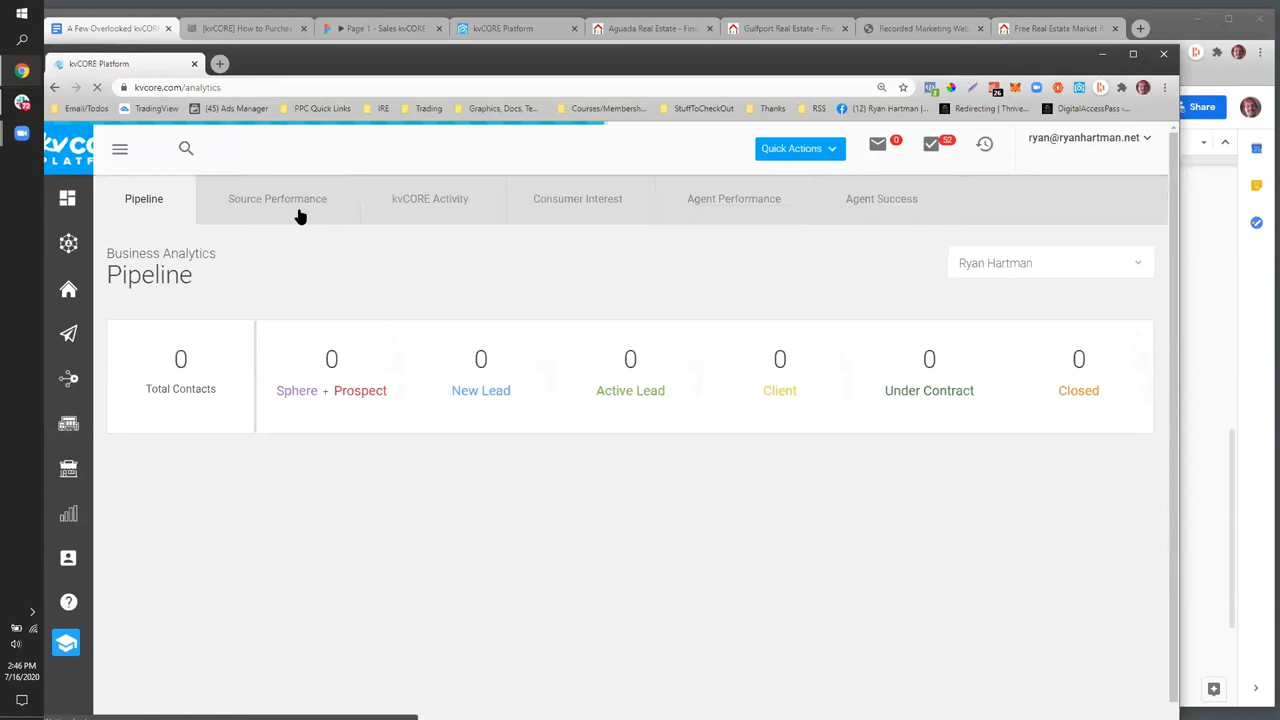 A Few Overlooked kvCORE
[kvCORE] How to Purchas
Page 1 - Sales kvCORE
kvCORE Platform
Aguada Real Estate - Fin
Gulfport Real Estate - Fin
Recorded Marketing Web
Free Real Estate Market R
kvCORE Platform
kvcore.com/analytics
Email/Todos
TradingView
(45) Ads Manager
PPC Quick Links
IRE
Trading
Graphics, Docs, Te...
Courses/Membersh...
StuffToCheckOut
Thanks
RSS
(12) Ryan Hartman |...
Redirecting | Thrive...
DigitalAccessPass –...
Share
Quick Actions
0
52
ryan@ryanhartman.net
Pipeline
Source Performance
kvCORE Activity
Consumer Interest
Agent Performance
Agent Success
Business Analytics
Pipeline
Ryan Hartman
0
Total Contacts
0
Sphere + Prospect
0
New Lead
0
Active Lead
0
Client
0
Under Contract
0
Closed
2:46 PM
7/16/2020